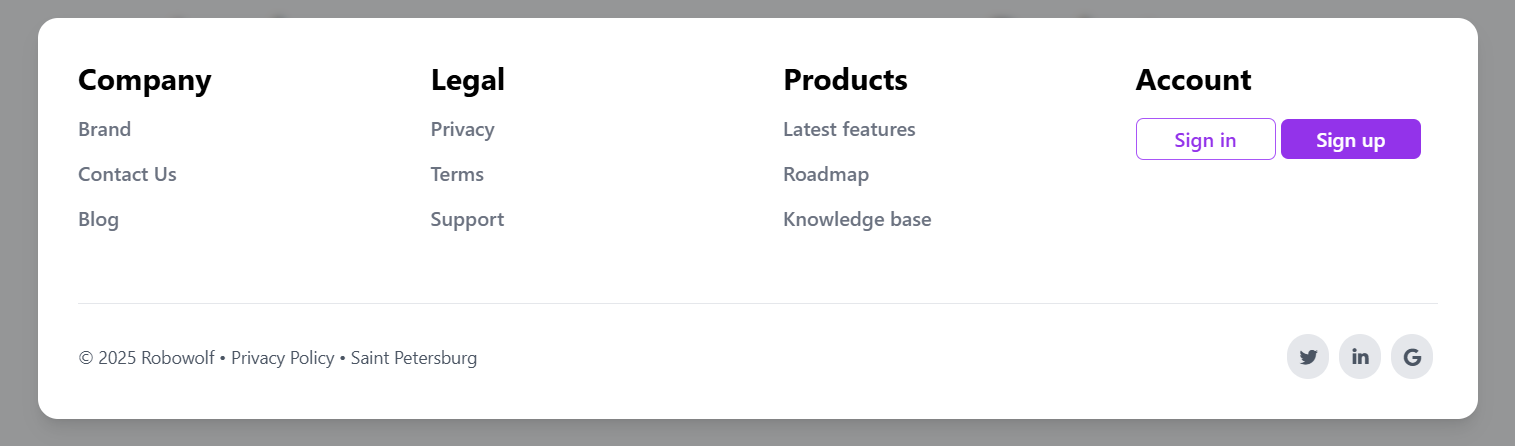 Company
Brand
Contact Us
Blog
Legal
Privacy
Terms
Support
Products
Latest features
Roadmap
Knowledge base
Account
Sign in
Sign up
© 2025 Robowolf • Privacy Policy • Saint Petersburg